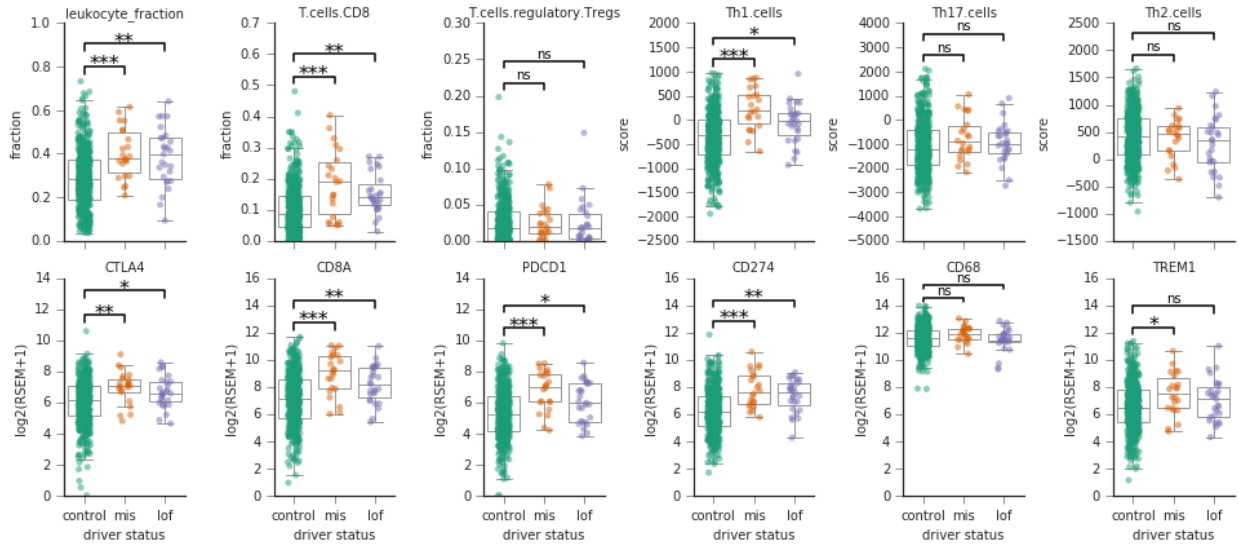 leukocyte_fraction
fraction
0.0
0.2
0.4
0.6
0.8
1.0
**
***
T.cells.CD8
fraction
0.0
0.1
0.2
0.3
0.4
0.5
0.6
0.7
**
***
T.cells.regulatory.Tregs
fraction
0.00
0.05
0.10
0.15
0.20
0.25
0.30
ns
ns
Th1.cells
score
−2500
−2000
−1500
−1000
−500
0
500
1000
1500
2000
*
***
Th17.cells
score
−5000
−4000
−3000
−2000
−1000
0
1000
2000
3000
4000
ns
ns
Th2.cells
score
−1500
−1000
−500
0
500
1000
1500
2000
2500
ns
ns
CTLA4
log2(RSEM+1)
0
2
4
6
8
10
12
14
*
**
control mis lof
driver status
CD8A
log2(RSEM+1)
0
2
4
6
8
10
12
14
16
**
***
control mis lof
driver status
PDCD1
log2(RSEM+1)
0
2
4
6
8
10
12
14
*
***
control mis lof
driver status
CD274
log2(RSEM+1)
0
2
4
6
8
10
12
14
16
**
***
control mis lof
driver status
CD68
log2(RSEM+1)
0
2
4
6
8
10
12
14
16
ns
ns
control mis lof
driver status
TREM1
log2(RSEM+1)
0
2
4
6
8
10
12
14
16
ns
*
control mis lof
driver status